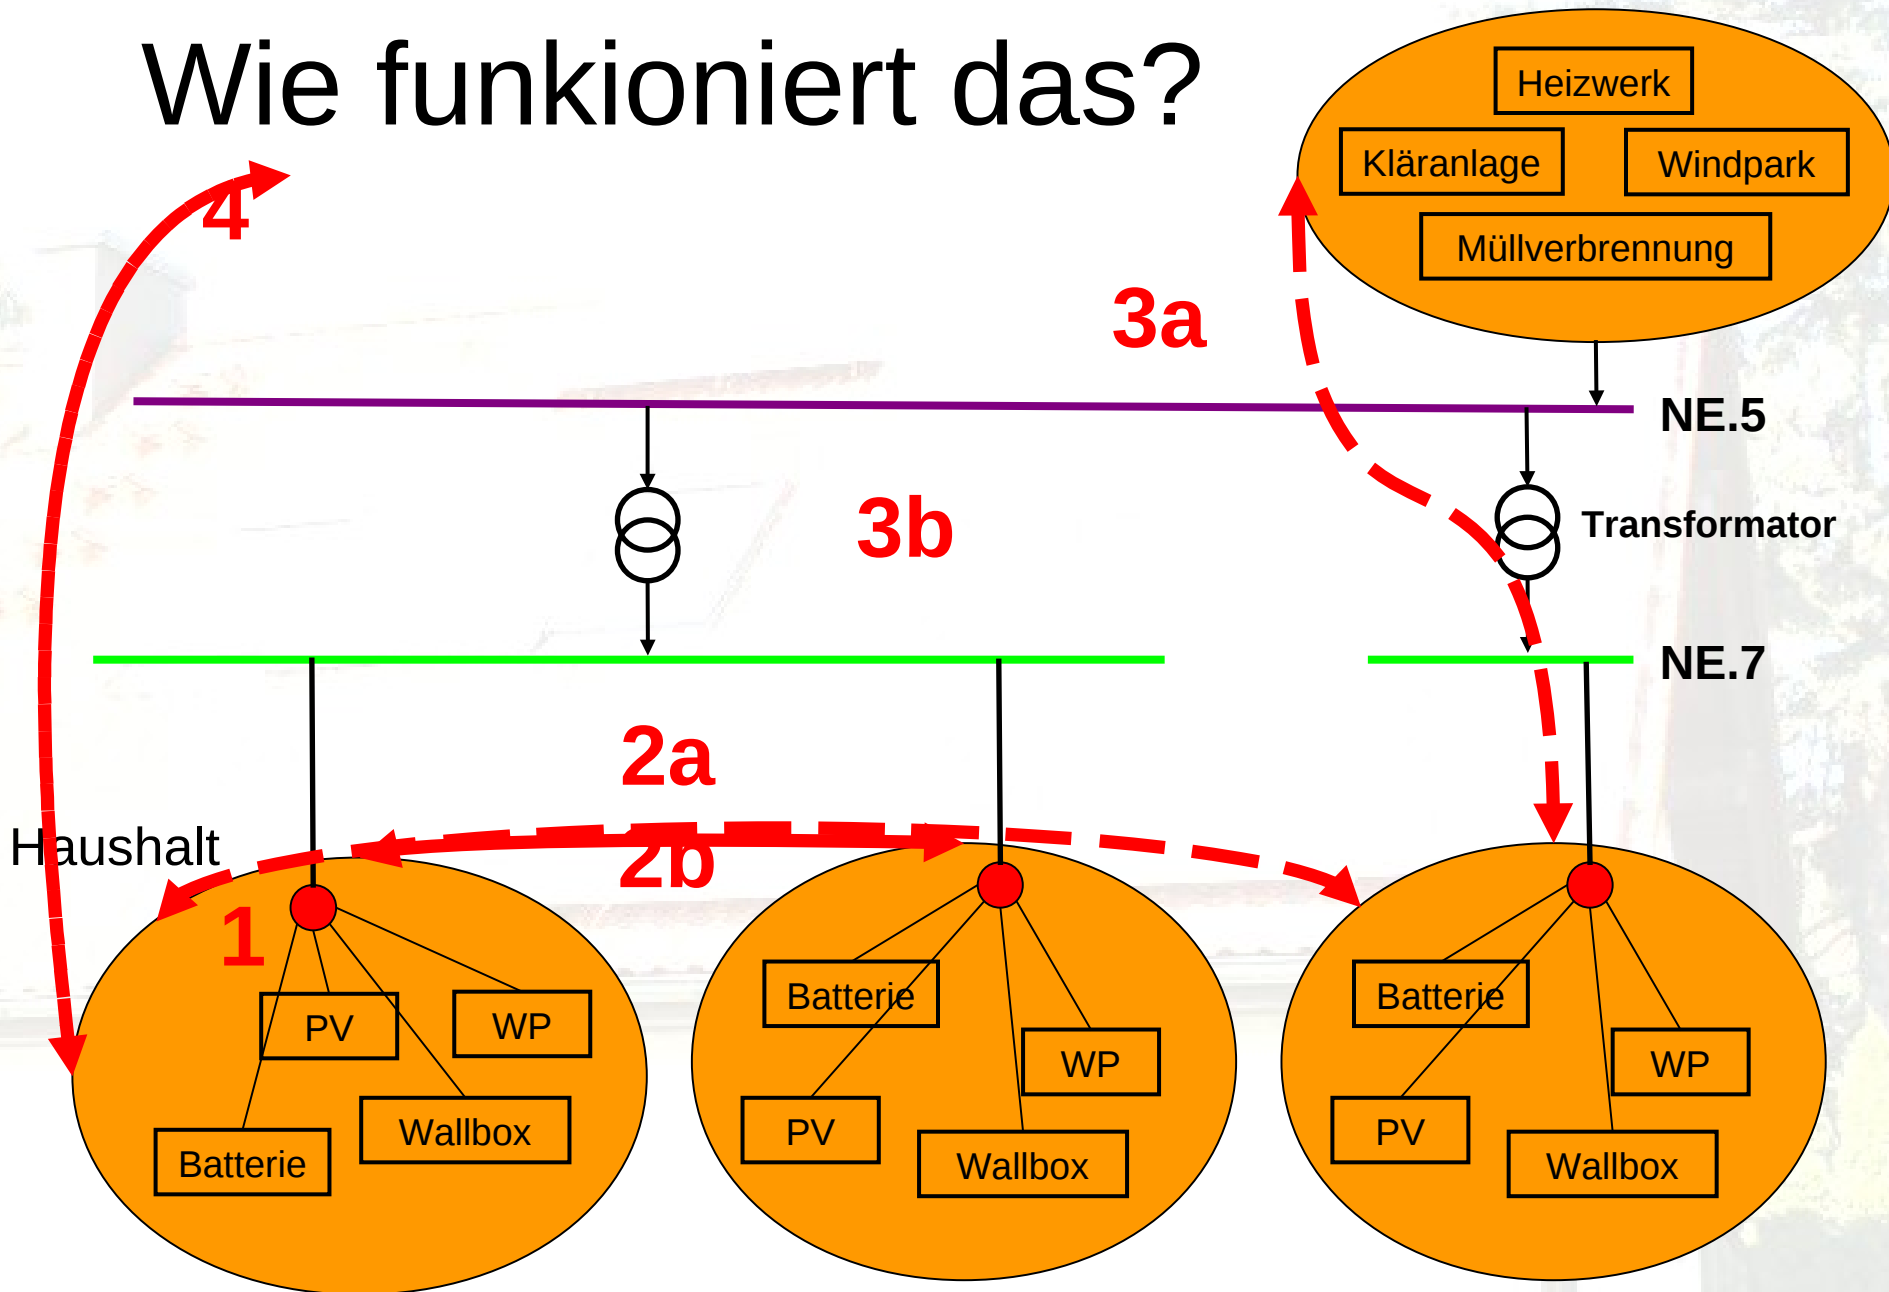 Wie funkioniert das?
Heizwerk
Kläranlage
Windpark
Müllverbrennung
4
3a
NE.5
3b
Transformator
NE.7
2a
2b
Haushalt
1
PV
WP
Batterie
Wallbox
Batterie
WP
PV
Wallbox
Batterie
WP
PV
Wallbox